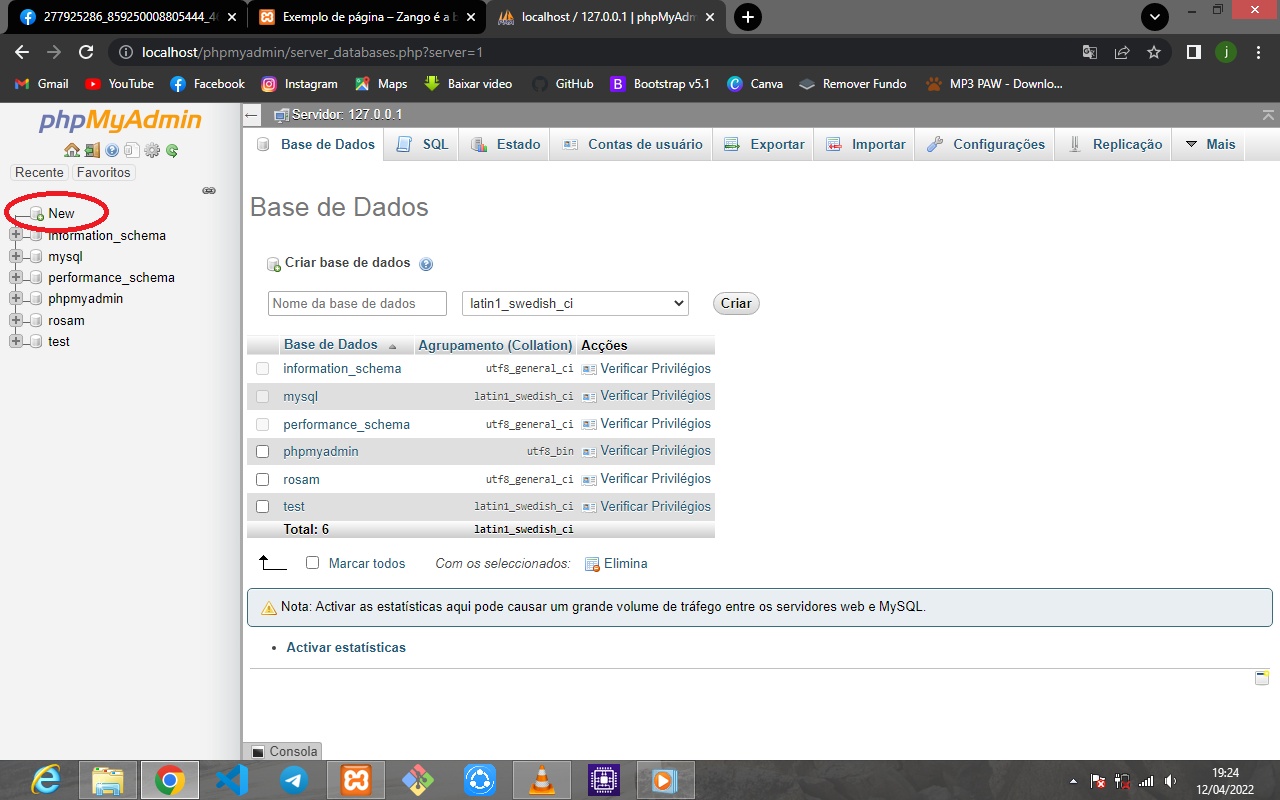 277925286_859250008805444_4
Exemplo de página – Zango é a b
localhost / 127.0.0.1 | phpMyAdm
localhost/phpmyadmin/server_databases.php?server=1
j
Gmail
YouTube
Facebook
Instagram
Maps
Baixar video
GitHub
B Bootstrap v5.1
Canva
Remover Fundo
MP3 PAW - Downlo...
phpMyAdmin
Recente Favoritos
New
information_schema
mysql
performance_schema
phpmyadmin
rosam
test
Servidor: 127.0.0.1
Base de Dados SQL Estado Contas de usuário Exportar Importar Configurações Replicação Mais
Base de Dados
Criar base de dados
Nome da base de dados latin1_swedish_ci Criar
Base de Dados Agrupamento (Collation) Acções
information_schema utf8_general_ci Verificar Privilégios
mysql latin1_swedish_ci Verificar Privilégios
performance_schema utf8_general_ci Verificar Privilégios
phpmyadmin utf8_bin Verificar Privilégios
rosam utf8_general_ci Verificar Privilégios
test latin1_swedish_ci Verificar Privilégios
Total: 6 latin1_swedish_ci
Marcar todos Com os seleccionados: Elimina
Nota: Activar as estatísticas aqui pode causar um grande volume de tráfego entre os servidores web e MySQL.
• Activar estatísticas
Consola
19:24
12/04/2022